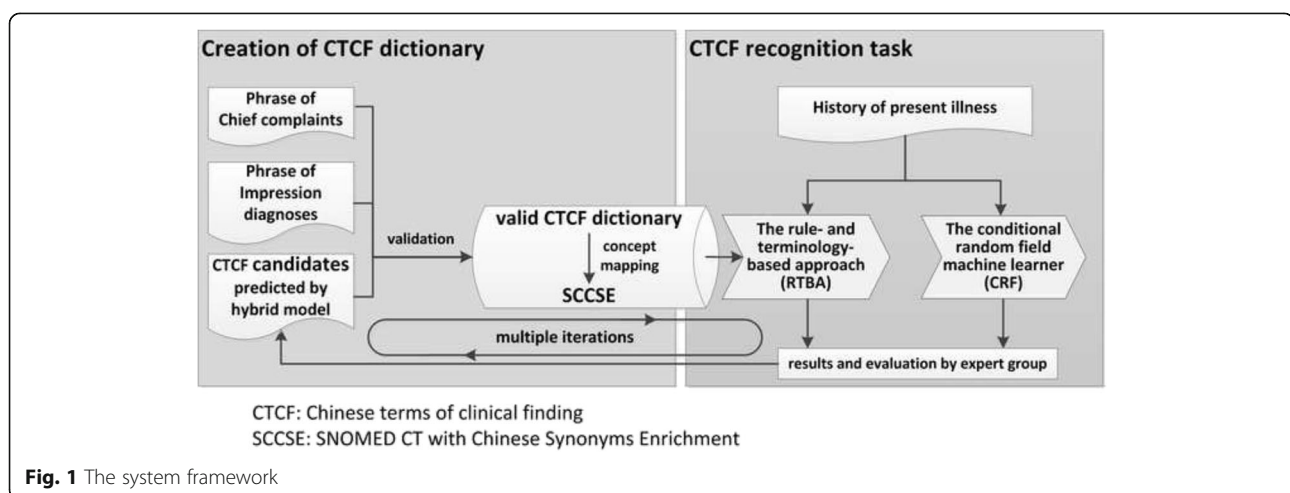 Creation of CTCF dictionary
Phrase of
Chief complaints
Phrase of
Impression
diagnoses
CTCF candidates
predicted by
hybrid model
validation
valid CTCF dictionary
concept
mapping
SCCSE
multiple iterations
CTCF recognition task
History of present illness
The rule- and
terminology-
based approach
(RTBA)
The conditional
random field
machine learner
(CRF)
results and evaluation by expert group
CTCF: Chinese terms of clinical finding
SCCSE: SNOMED CT with Chinese Synonyms Enrichment
Fig. 1 The system framework